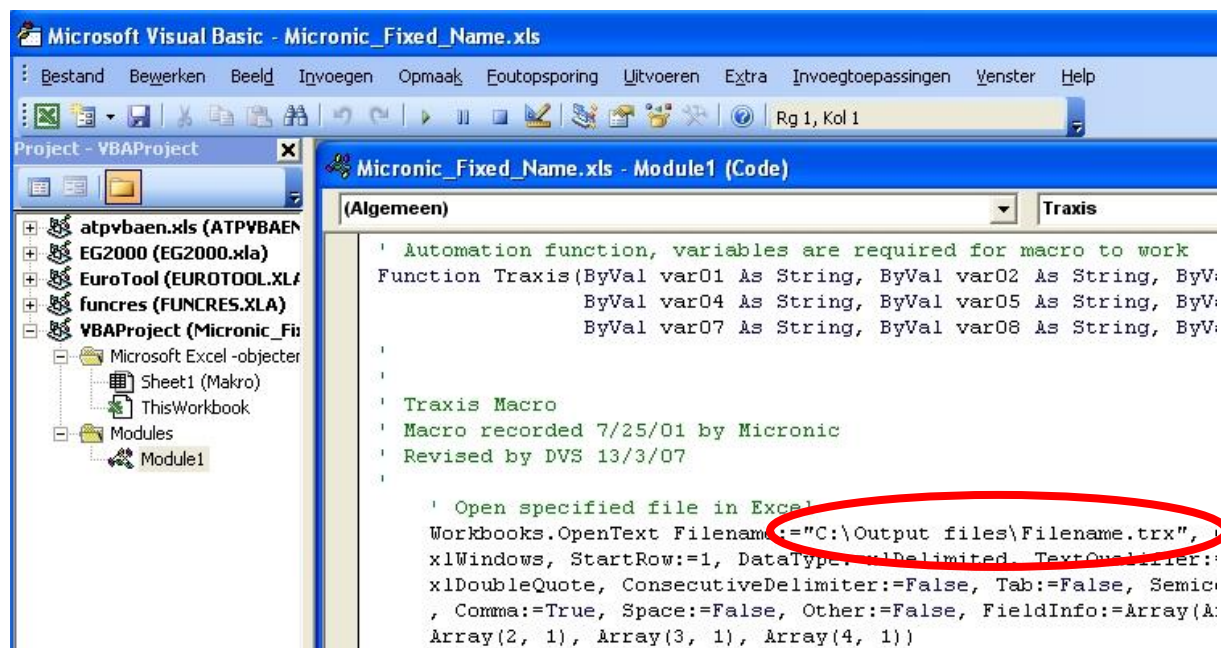 Microsoft Visual Basic - Micronic_Fixed_Name.xls
Bestand Bewerken Beeld Invoegen Opmaak Foutopsporing Uitvoeren Extra Invoegtoepassingen Venster Help
Rg 1, Kol 1
Project - VBAProject
atpvbaen.xls (ATPVBAEN
EG2000 (EG2000.xla)
EuroTool (EUROTOOL.XLA
funcres (FUNCRES.XLA)
VBAProject (Micronic_Fix
Microsoft Excel -objecten
Sheet1 (Makro)
ThisWorkbook
Modules
Module1
Micronic_Fixed_Name.xls - Module1 (Code)
(Algemeen) Traxis
' Automation function, variables are required for macro to work
Function Traxis(ByVal var01 As String, ByVal var02 As String, ByVa
ByVal var04 As String, ByVal var05 As String, ByVa
ByVal var07 As String, ByVal var08 As String, ByVa
'
'
' Traxis Macro
' Macro recorded 7/25/01 by Micronic
' Revised by DVS 13/3/07
'
' Open specified file in Excel
Workbooks.OpenText Filename:="C:\Output files\Filename.trx",
xlWindows, StartRow:=1, DataType:=xlDelimited, TextQualifier:=
xlDoubleQuote, ConsecutiveDelimiter:=False, Tab:=False, Semico
, Comma:=True, Space:=False, Other:=False, FieldInfo:=Array(Ar
Array(2, 1), Array(3, 1), Array(4, 1))